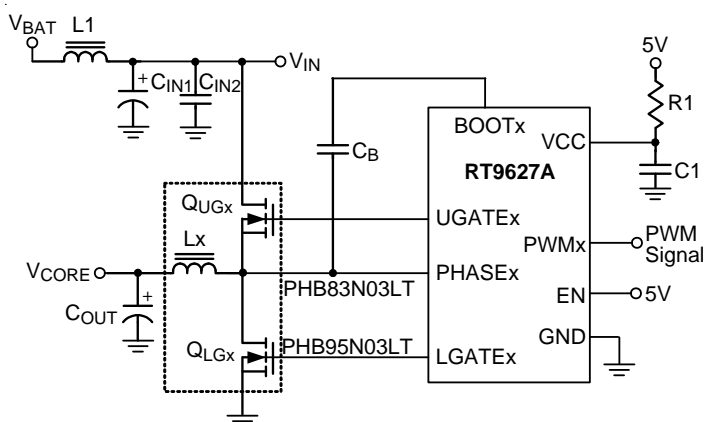 VBAT
L1
CIN1
CIN2
VIN
5V
R1
BOOTx
VCC
CB
RT9627A
C1
QUGx
UGATEx
Lx
PWMx
PWM
Signal
VCORE
PHASEx
PHB83N03LT
EN
5V
COUT
GND
QLGx
PHB95N03LT
LGATEx